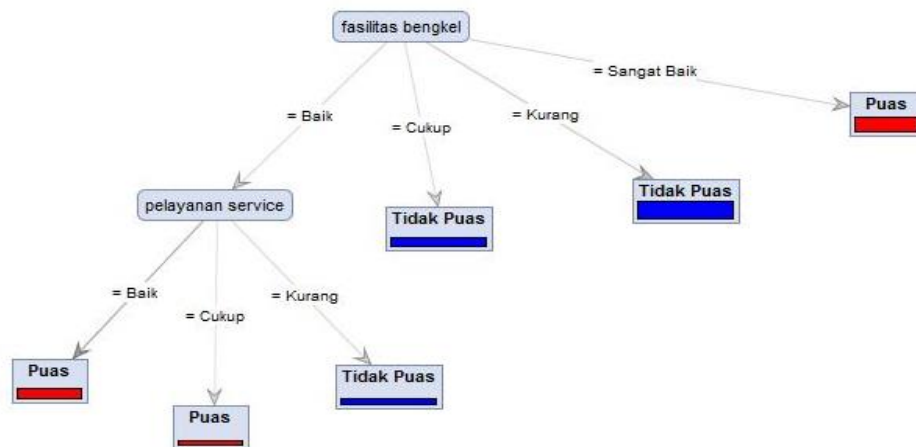 fasilitas bengkel
= Sangat Baik
= Baik
= Cukup
= Kurang
Puas
pelayanan service
Tidak Puas
Tidak Puas
= Baik
= Cukup
= Kurang
Puas
Puas
Tidak Puas